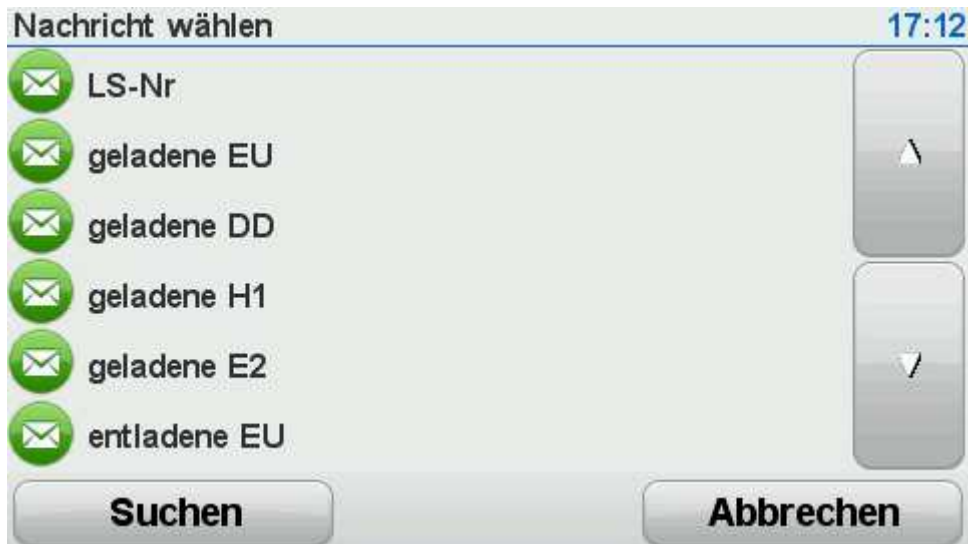 Nachricht wählen 17:12
LS-Nr
geladene EU
geladene DD
geladene H1
geladene E2
entladene EU
Suchen Abbrechen